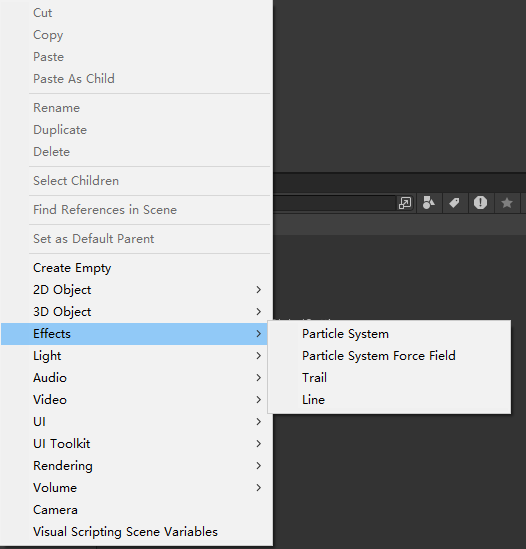 Cut
Copy
Paste
Paste As Child
Rename
Duplicate
Delete
Select Children
Find References in Scene
Set as Default Parent
Create Empty
2D Object
3D Object
Effects
Particle System
Particle System Force Field
Trail
Line
Light
Audio
Video
UI
UI Toolkit
Rendering
Volume
Camera
Visual Scripting Scene Variables